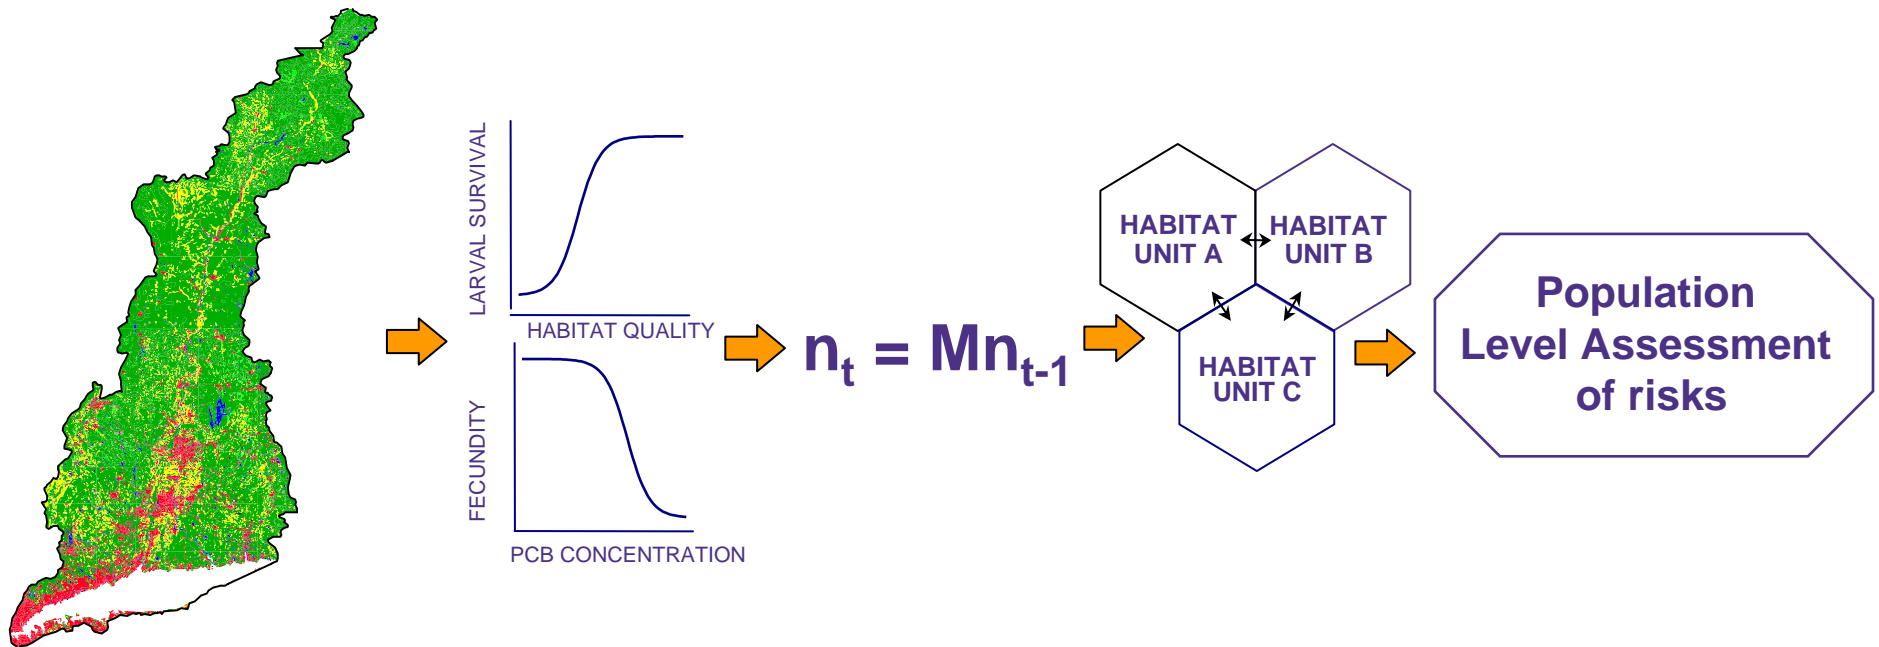 LARVAL SURVIVAL
HABITAT QUALITY
FECUNDITY
PCB CONCENTRATION
nt = Mnt-1
HABITAT
UNIT A
HABITAT
UNIT B
HABITAT
UNIT C
Population
Level Assessment
of risks